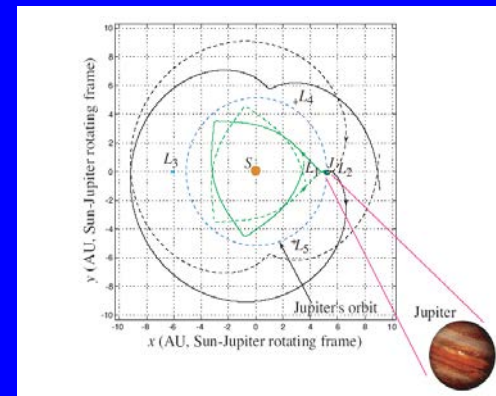 10
8
6
4
2
0
-2
-4
-6
-8
-10
y (AU, Sun-Jupiter rotating frame)
L4
L3
S
L1
J
L2
L5
Jupiter's orbit
Jupiter
-10 -8 -6 -4 -2 0 2 4 6 8 10
x (AU, Sun-Jupiter rotating frame)